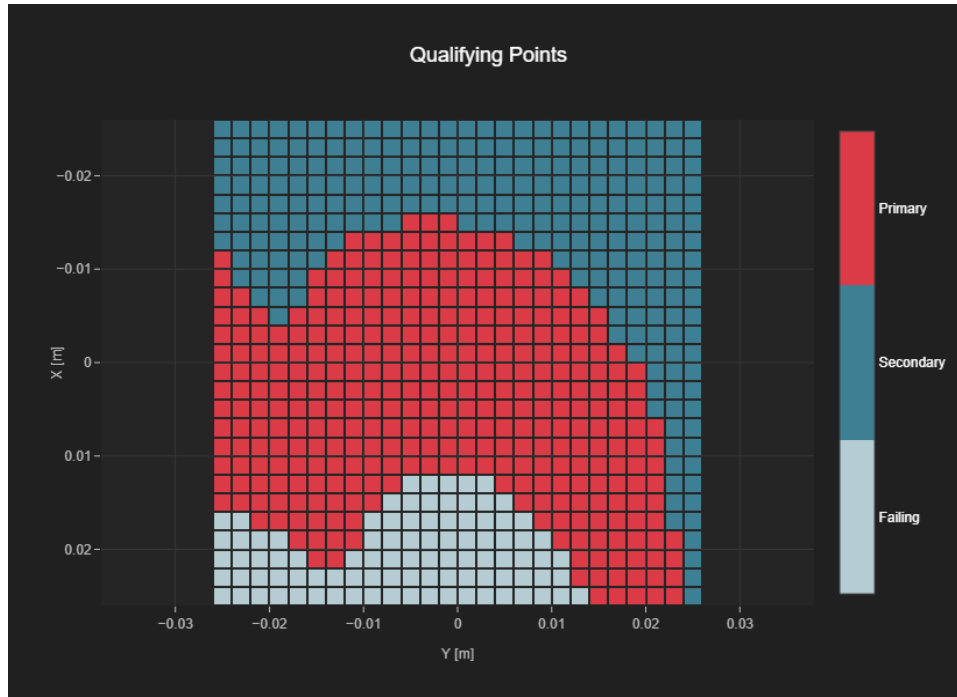 Qualifying Points
−0.02
−0.01
0
0.01
0.02
X [m]
−0.03
−0.02
−0.01
0
0.01
0.02
0.03
Y [m]
Primary
Secondary
Failing